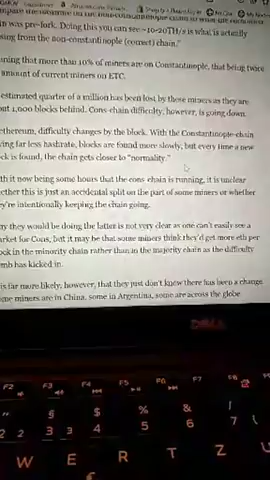 n was pre-fork. Doing this you can see ~10-20TH/s is what is actually
sing from the non-constantinople (correct) chain."
ning that more than 10% of miners are on Constantinople, that being twice
amount of current miners on ETC.
estimated quarter of a million has been lost by those miners as they are
out 1,000 blocks behind. Cons-chain difficulty, however, is going down.
ethereum, difficulty changes by the block. With the Constantinople-chain
ving far less hashrate, blocks are found more slowly, but every time a new
ck is found, the chain gets closer to "normality."
th it now being some hours that the cons chain is running, it is unclear
ether this is just an accidental split on the part of some miners or whether
ey're intentionally keeping the chain going.
ny they would be doing the latter is not very clear as one can't easily see a
arket for Cons, but it may be that some miners think they'd get more eth per
ock in the minority chain rather than in the majority chain as the difficulty
mb has kicked in.
is far more likely, however, that they just don't know there has been a change
me miners are in China, some in Argentina, some are across the globe
DELL
F2 F3 F4 F5 F6 F7 F8
" § $ % & /
2 2 3 3 4 5 6 7 {
W E R T Z U
€